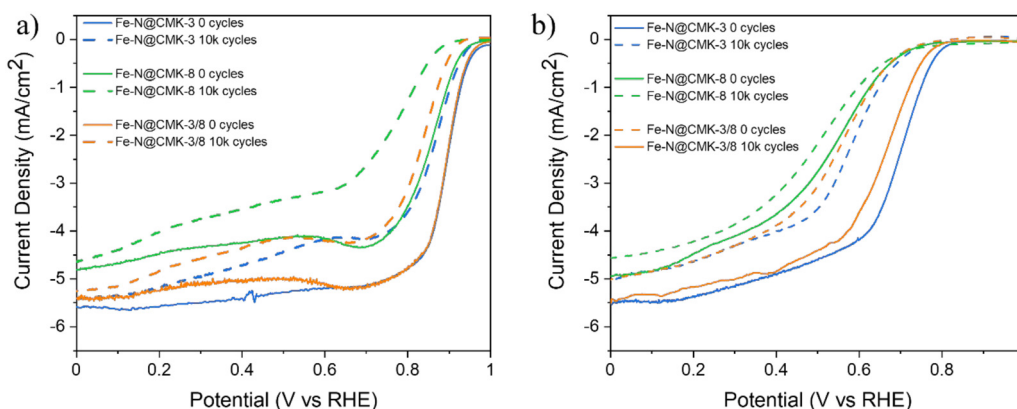 a)
Fe-N@CMK-3 0 cycles
Fe-N@CMK-3 10k cycles
Fe-N@CMK-8 0 cycles
Fe-N@CMK-8 10k cycles
Fe-N@CMK-3/8 0 cycles
Fe-N@CMK-3/8 10k cycles
0
-1
-2
-3
-4
-5
-6
Current Density (mA/cm²)
0
0.2
0.4
0.6
0.8
1
Potential (V vs RHE)
b)
Fe-N@CMK-3 0 cycles
Fe-N@CMK-3 10k cycles
Fe-N@CMK-8 0 cycles
Fe-N@CMK-8 10k cycles
Fe-N@CMK-3/8 0 cycles
Fe-N@CMK-3/8 10k cycles
0
-1
-2
-3
-4
-5
-6
Current Density (mA/cm²)
0
0.2
0.4
0.6
0.8
Potential (V vs RHE)